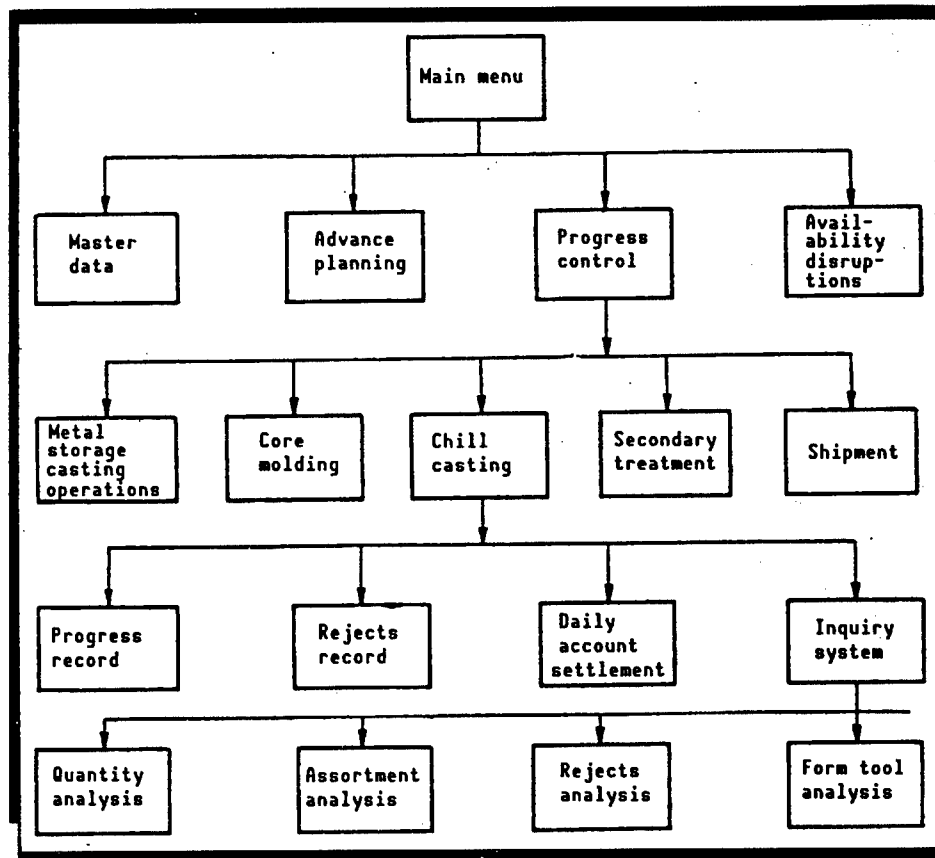 Main menu
Master
data
Advance
planning
Progress
control
Avail-
ability
disrup-
tions
Metal
storage
casting
operations
Core
molding
Chill
casting
Secondary
treatment
Shipment
Progress
record
Rejects
record
Daily
account
settlement
Inquiry
system
Quantity
analysis
Assortment
analysis
Rejects
analysis
Form tool
analysis